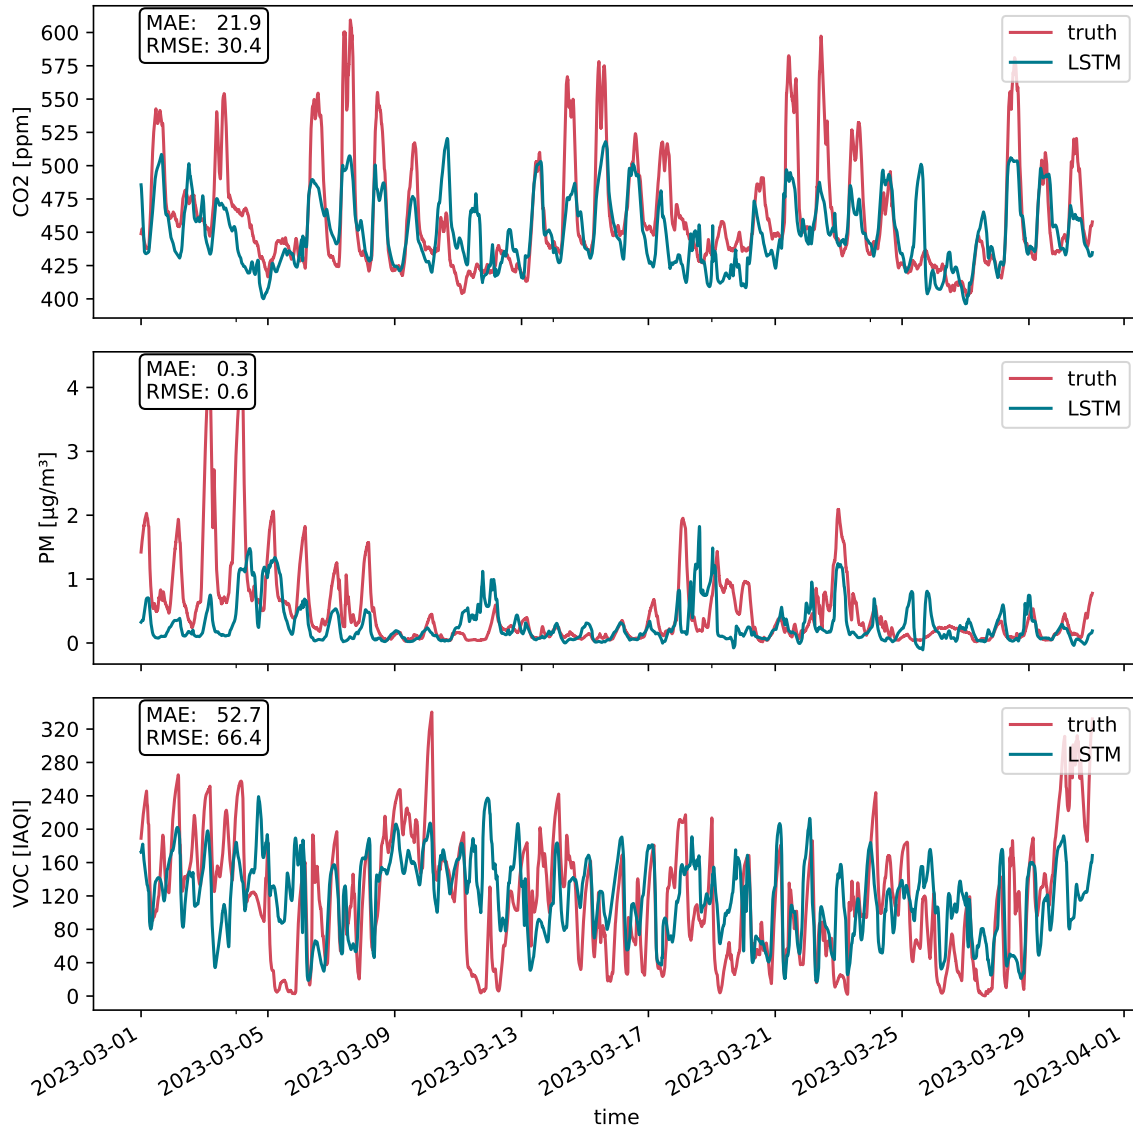 MAE: 21.9
RMSE: 30.4
truth
LSTM
600
575
550
525
500
475
450
425
400
CO2 [ppm]
MAE: 0.3
RMSE: 0.6
truth
LSTM
4
3
2
1
0
PM [µg/m³]
MAE: 52.7
RMSE: 66.4
truth
LSTM
320
280
240
200
160
120
80
40
0
VOC [IAQI]
2023-03-01
2023-03-05
2023-03-09
2023-03-13
2023-03-17
2023-03-21
2023-03-25
2023-03-29
2023-04-01
time